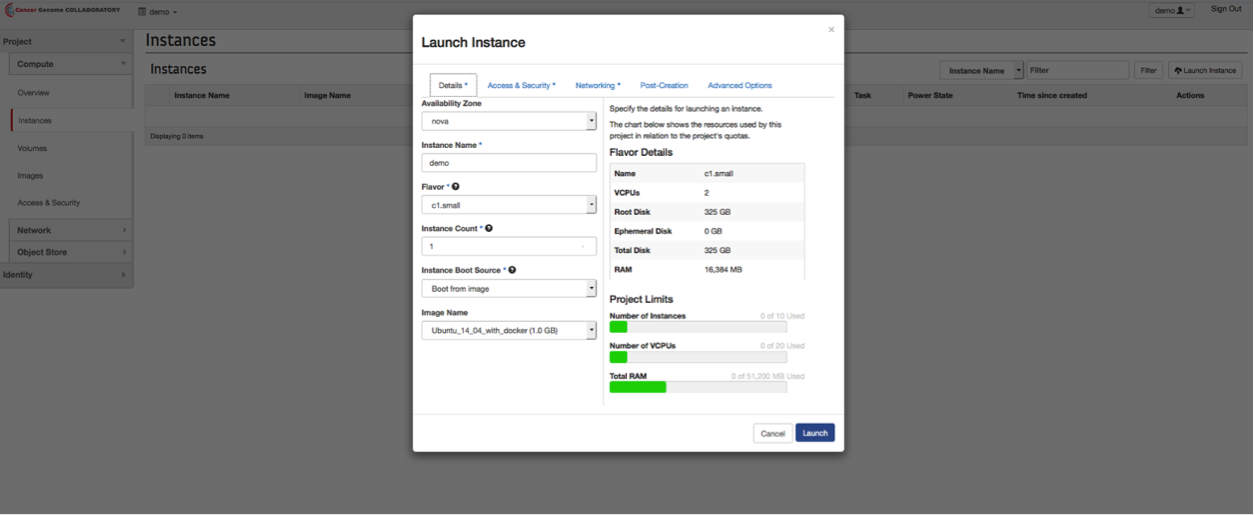 Cancer Genome COLLABORATORY
demo
demo
Sign Out
Project
Compute
Overview
Instances
Volumes
Images
Access & Security
Network
Object Store
Identity
Instances
Instances
Instance Name
Filter
Filter
Launch Instance
Instance Name
Image Name
Task
Power State
Time since created
Actions
Displaying 0 items
Launch Instance
×
Details *
Access & Security *
Networking *
Post-Creation
Advanced Options
Availability Zone
nova
Instance Name *
demo
Flavor * ?
c1.small
Instance Count * ?
1
Instance Boot Source * ?
Boot from image
Image Name
Ubuntu_14_04_with_docker (1.0 GB)
Specify the details for launching an instance.
The chart below shows the resources used by this
project in relation to the project's quotas.
Flavor Details
Name c1.small
VCPUs 2
Root Disk 325 GB
Ephemeral Disk 0 GB
Total Disk 325 GB
RAM 16,384 MB
Project Limits
Number of Instances 0 of 10 Used
Number of VCPUs 0 of 20 Used
Total RAM 0 of 51,200 MB Used
Cancel
Launch